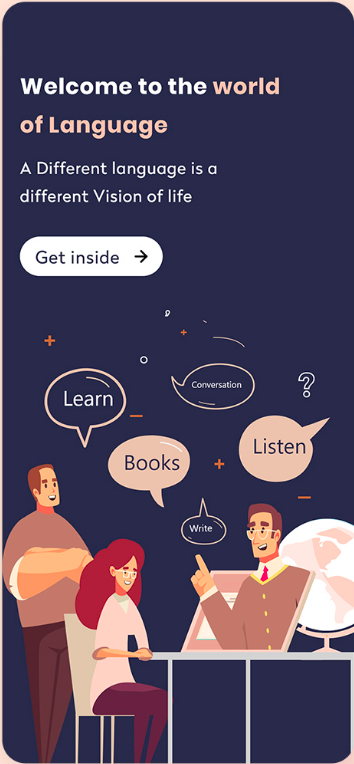 Welcome to the world
of Language
A Different language is a
different Vision of life
Get inside →
Conversation
Learn
Listen
Books
Write